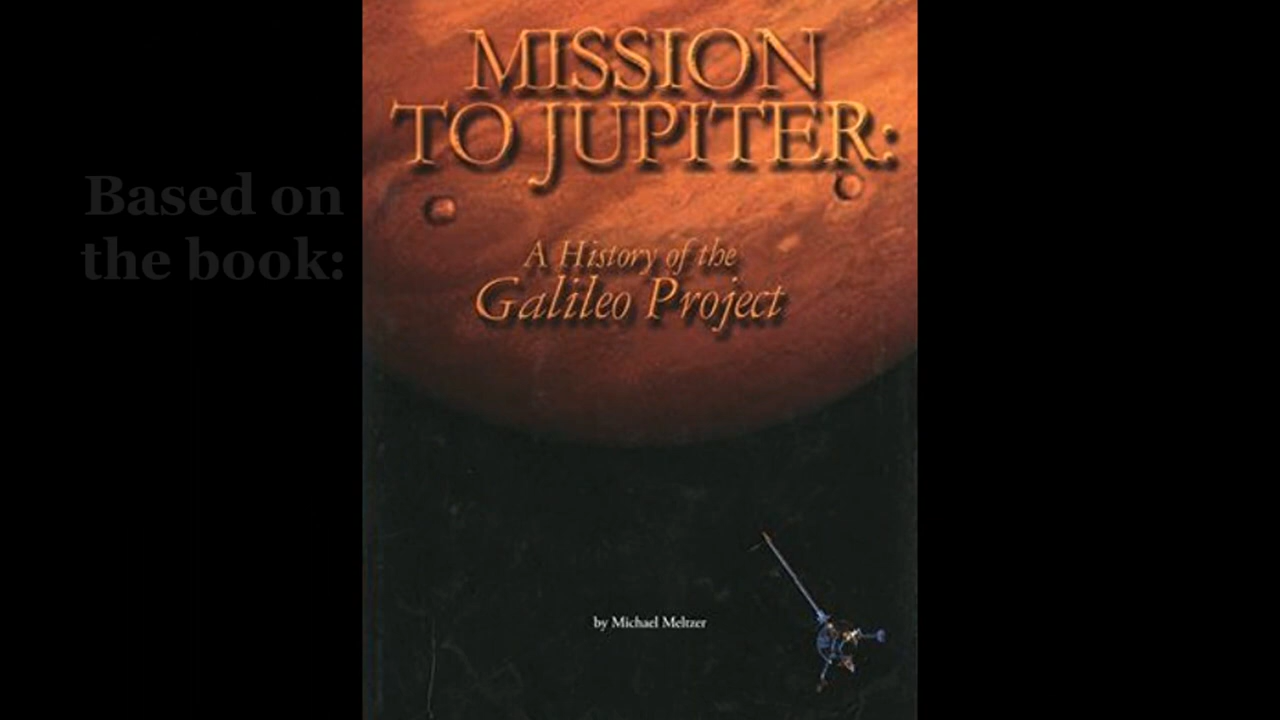 Based on
the book:
MISSION
TO JUPITER:
A History of the
Galileo Project
by Michael Meltzer